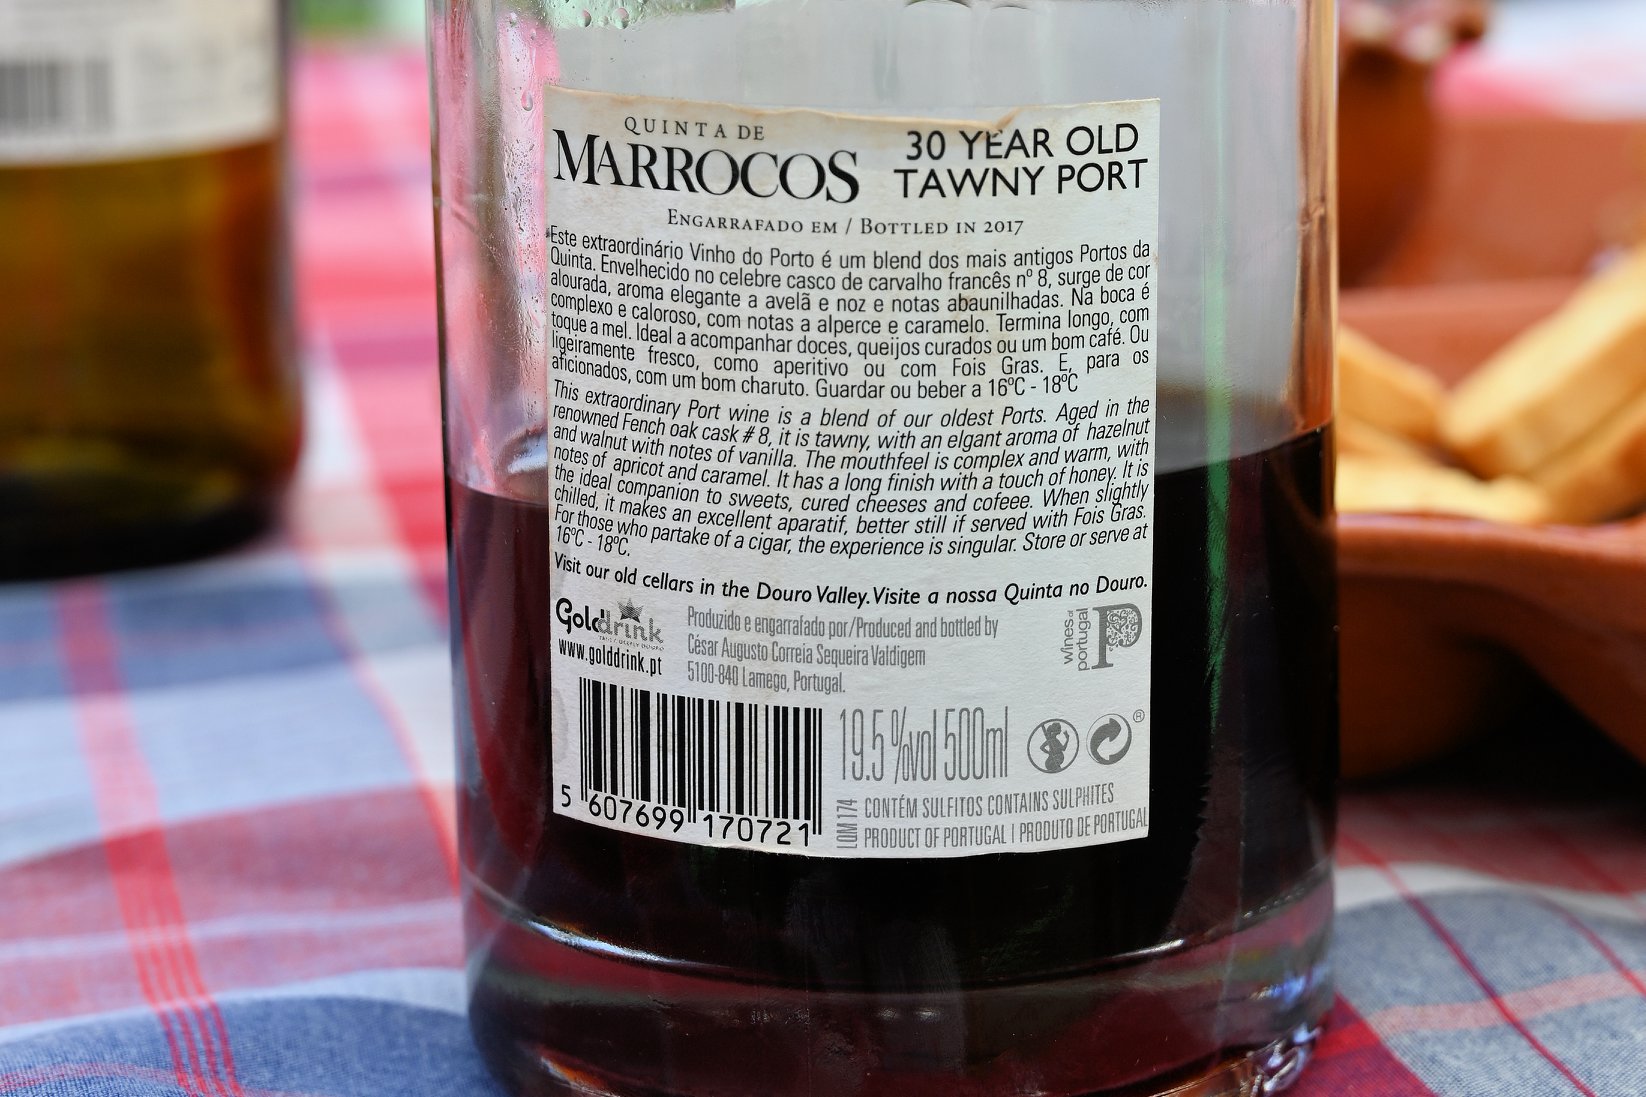 QUINTA DE
MARROCOS
30 YEAR OLD
TAWNY PORT
ENGARRAFADO EM / BOTTLED IN 2017
Este extraordinário Vinho do Porto é um blend dos mais antigos Portos da
Quinta. Envelhecido no celebre casco de carvalho francês nº 8, surge de cor
alourada, aroma elegante a avelã e noz e notas abaunilhadas. Na boca é
complexo e caloroso, com notas a alperce e caramelo. Termina longo, com
toque a mel. Ideal a acompanhar doces, queijos curados ou um bom café. Ou
ligeiramente fresco, como aperitivo ou com Fois Gras. E, para os
aficionados, com um bom charuto. Guardar ou beber a 16ºC - 18ºC
This extraordinary Port wine is a blend of our oldest Ports. Aged in the
renowned Fench oak cask # 8, it is tawny, with an elgant aroma of hazelnut
and walnut with notes of vanilla. The mouthfeel is complex and warm, with
notes of apricot and caramel. It has a long finish with a touch of honey. It is
the ideal companion to sweets, cured cheeses and cofeee. When slightly
chilled, it makes an excellent aparatif, better still if served with Fois Gras.
For those who partake of a cigar, the experience is singular. Store or serve at
16ºC - 18ºC.
Visit our old cellars in the Douro Valley. Visite a nossa Quinta no Douro.
Golddrink
www.golddrink.pt
Produzido e engarrafado por/Produced and bottled by
César Augusto Correia Sequeira Valdigem
5100-840 Lamego, Portugal.
wines of
portugal
P
5 607699 170721
19.5 %vol 500ml
®
LQM 174
CONTÉM SULFITOS CONTAINS SULPHITES
PRODUCT OF PORTUGAL | PRODUTO DE PORTUGAL